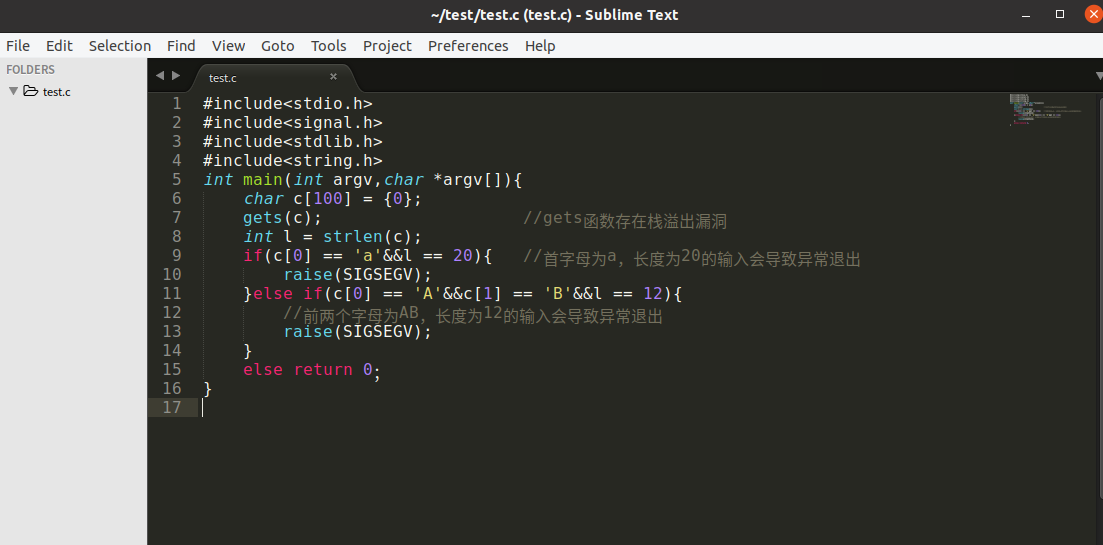 ~/test/test.c (test.c) - Sublime Text
File Edit Selection Find View Goto Tools Project Preferences Help
FOLDERS
test.c
test.c
1 #include<stdio.h>
2 #include<signal.h>
3 #include<stdlib.h>
4 #include<string.h>
5 int main(int argv,char *argv[]){
6 char c[100] = {0};
7 gets(c); //gets函数存在栈溢出漏洞
8 int l = strlen(c);
9 if(c[0] == 'a'&&l == 20){ //首字母为a，长度为20的输入会导致异常退出
10 raise(SIGSEGV);
11 }else if(c[0] == 'A'&&c[1] == 'B'&&l == 12){
12 //前两个字母为AB，长度为12的输入会导致异常退出
13 raise(SIGSEGV);
14 }
15 else return 0;
16 }
17